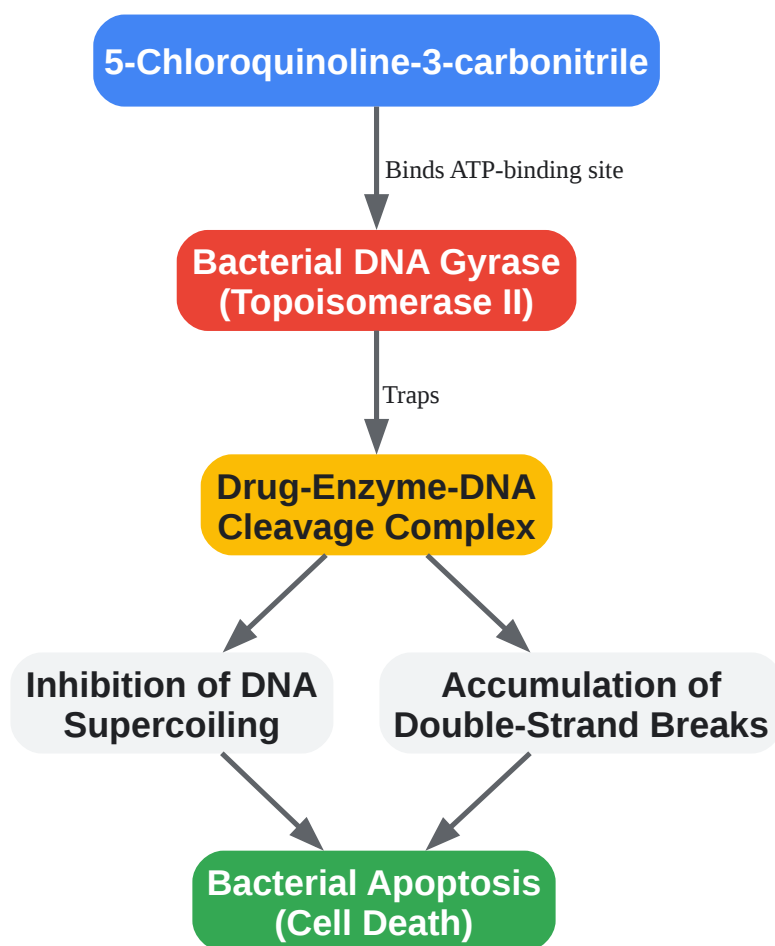 5-Chloroquinoline-3-carbonitrile
Binds ATP-binding site
Bacterial DNA Gyrase
(Topoisomerase II)
Traps
Drug-Enzyme-DNA
Cleavage Complex
Inhibition of DNA
Supercoiling
Accumulation of
Double-Strand Breaks
Bacterial Apoptosis
(Cell Death)